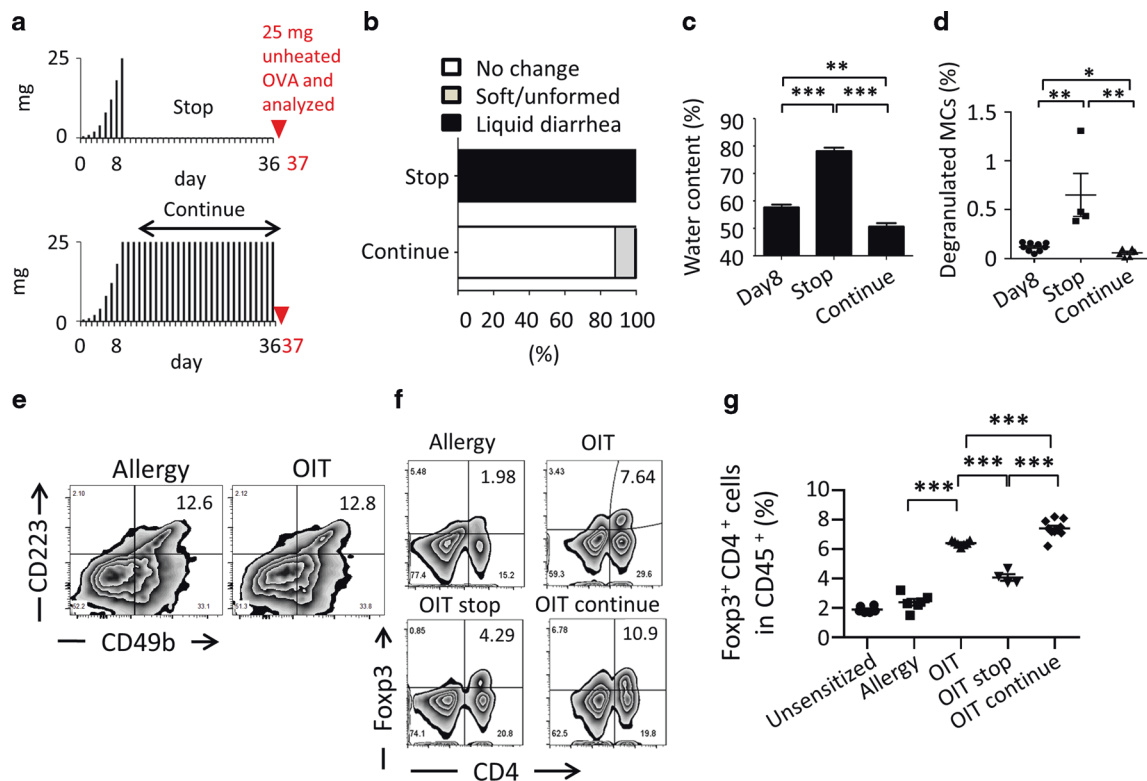 a
25
mg
0
0
8
36
37
day
Stop
25 mg
unheated
OVA and
analyzed
25
mg
0
0
8
36
37
day
Continue
b
No change
Soft/unformed
Liquid diarrhea
Stop
Continue
0 20 40 60 80 100
(%)
c
**
*** ***
Water content (%)
90
80
70
60
50
40
Day8
Stop
Continue
d
*
** **
Degranulated MCs (%)
1.5
1
0.5
0
Day8
Stop
Continue
e
Allergy
OIT
2.10
12.6
62.2
33.1
2.12
12.8
51.3
33.8
CD223
CD49b
f
Allergy
OIT
5.48
1.98
77.4
15.2
3.43
7.64
59.3
29.6
OIT stop
OIT continue
0.85
4.29
74.1
20.8
6.78
10.9
62.5
19.8
Foxp3
CD4
g
***
*** ***
***
Foxp3+ CD4+ cells
in CD45+ (%)
10
8
6
4
2
0
Unsensitized
Allergy
OIT
OIT stop
OIT continue